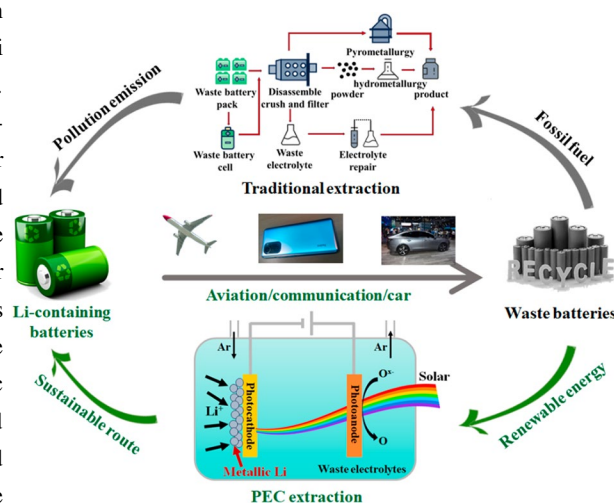 Pyrometallurgy
Waste battery
pack
Disassemble
crush and filter
powder
hydrometallurgy
product
Waste battery
cell
Waste
electrolyte
Electrolyte
repair
Traditional extraction
Pollution emission
Fossil fuel
Li-containing
batteries
Aviation/communication/car
RECYCLE
Waste batteries
Ar
Ar
Li⁺
Photocathode
Photoanode
Oˣ⁻
O
Solar
Metallic Li
Waste electrolytes
Sustainable route
Renewable energy
PEC extraction